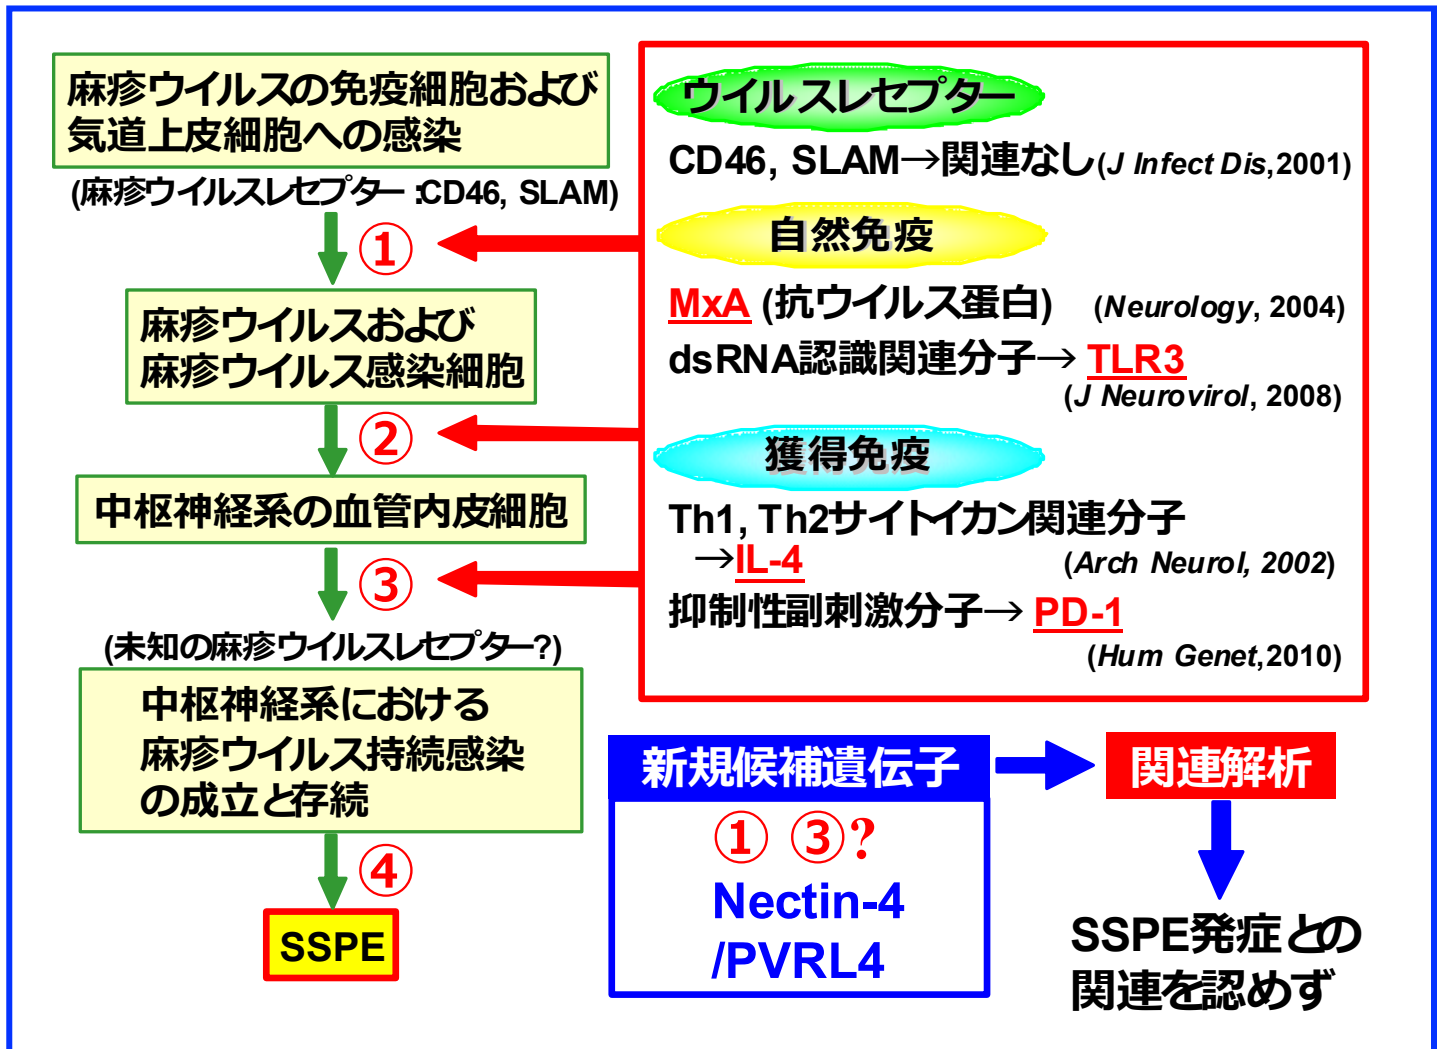 麻疹ウイルスの免疫細胞および
気道上皮細胞への感染
(麻疹ウイルスレセプター:CD46, SLAM)
①
麻疹ウイルスおよび
麻疹ウイルス感染細胞
②
中枢神経系の血管内皮細胞
③
(未知の麻疹ウイルスレセプター?)
中枢神経系における
麻疹ウイルス持続感染
の成立と存続
④
SSPE
ウイルスレセプター
CD46, SLAM→関連なし(J Infect Dis,2001)
自然免疫
MxA (抗ウイルス蛋白) (Neurology, 2004)
dsRNA認識関連分子→ TLR3
(J Neurovirol, 2008)
獲得免疫
Th1, Th2サイトイカン関連分子
→IL-4 (Arch Neurol, 2002)
抑制性副刺激分子→ PD-1
(Hum Genet,2010)
新規候補遺伝子
① ③?
Nectin-4
/PVRL4
関連解析
SSPE発症との
関連を認めず